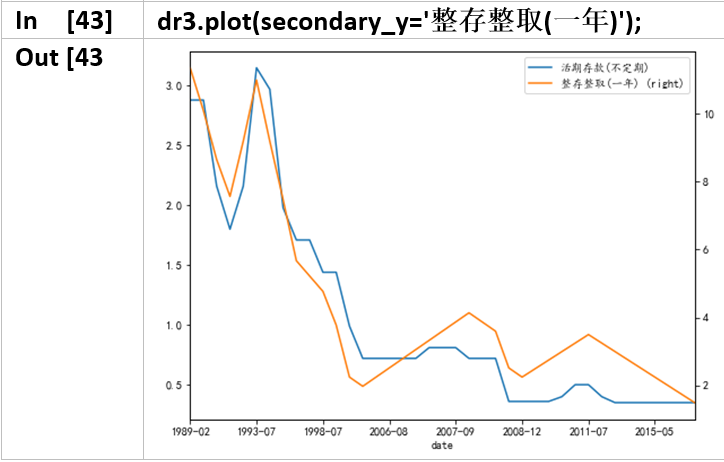 In [43]
dr3.plot(secondary_y='整存整取(一年)');
Out [43
活期存款(不定期)
整存整取(一年) (right)
3.0
2.5
2.0
1.5
1.0
0.5
10
8
6
4
2
1989-02 1993-07 1998-07 2006-08 2007-09 2008-12 2011-07 2015-05
date